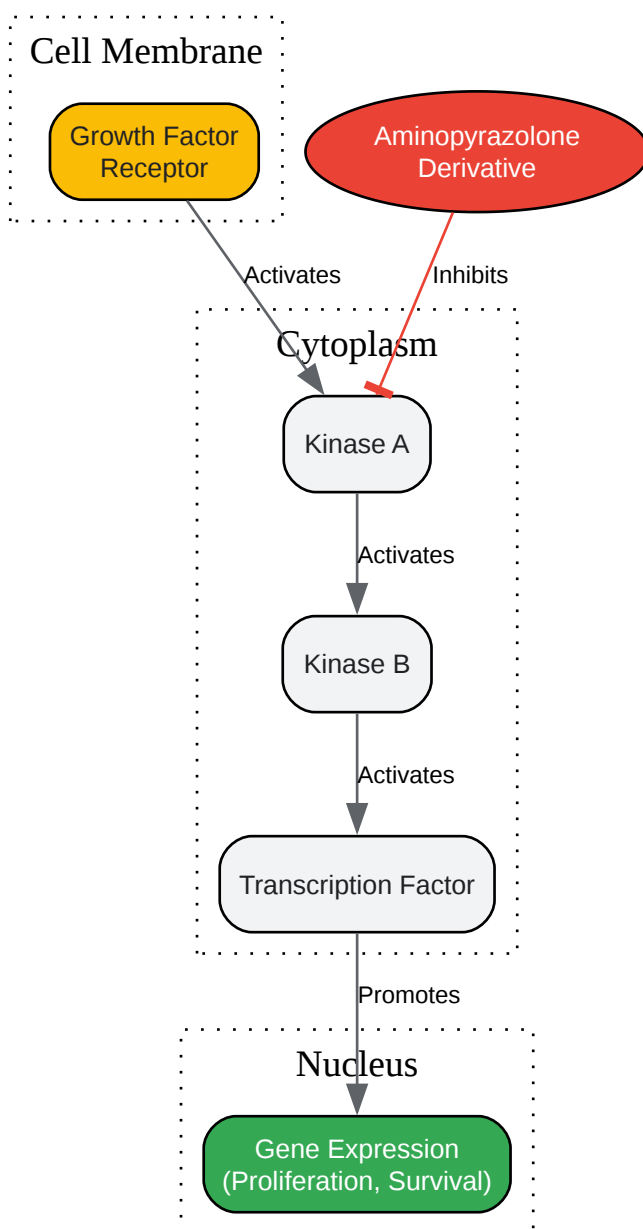 Cell Membrane
Growth Factor
Receptor
Aminopyrazolone
Derivative
Activates
Inhibits
Cytoplasm
Kinase A
Activates
Kinase B
Activates
Transcription Factor
Promotes
Nucleus
Gene Expression
(Proliferation, Survival)